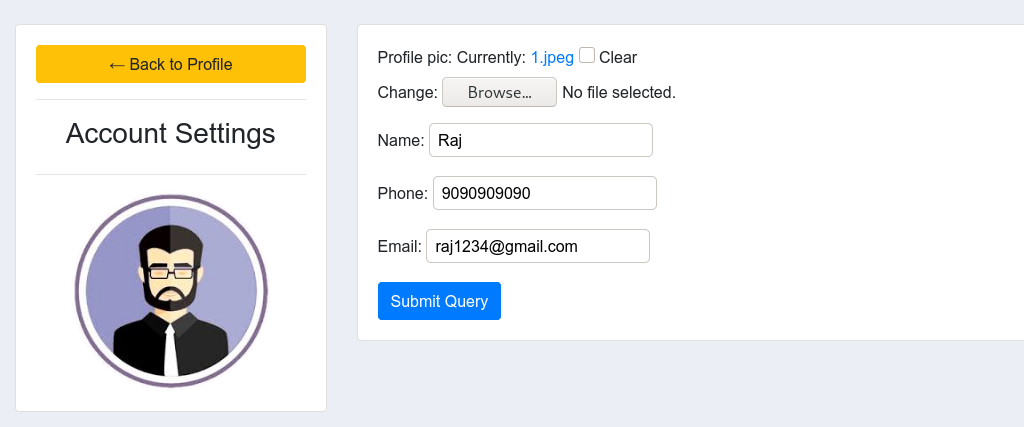 ← Back to Profile
Account Settings
Profile pic: Currently: 1.jpeg Clear
Change: Browse... No file selected.
Name: Raj
Phone: 9090909090
Email: raj1234@gmail.com
Submit Query